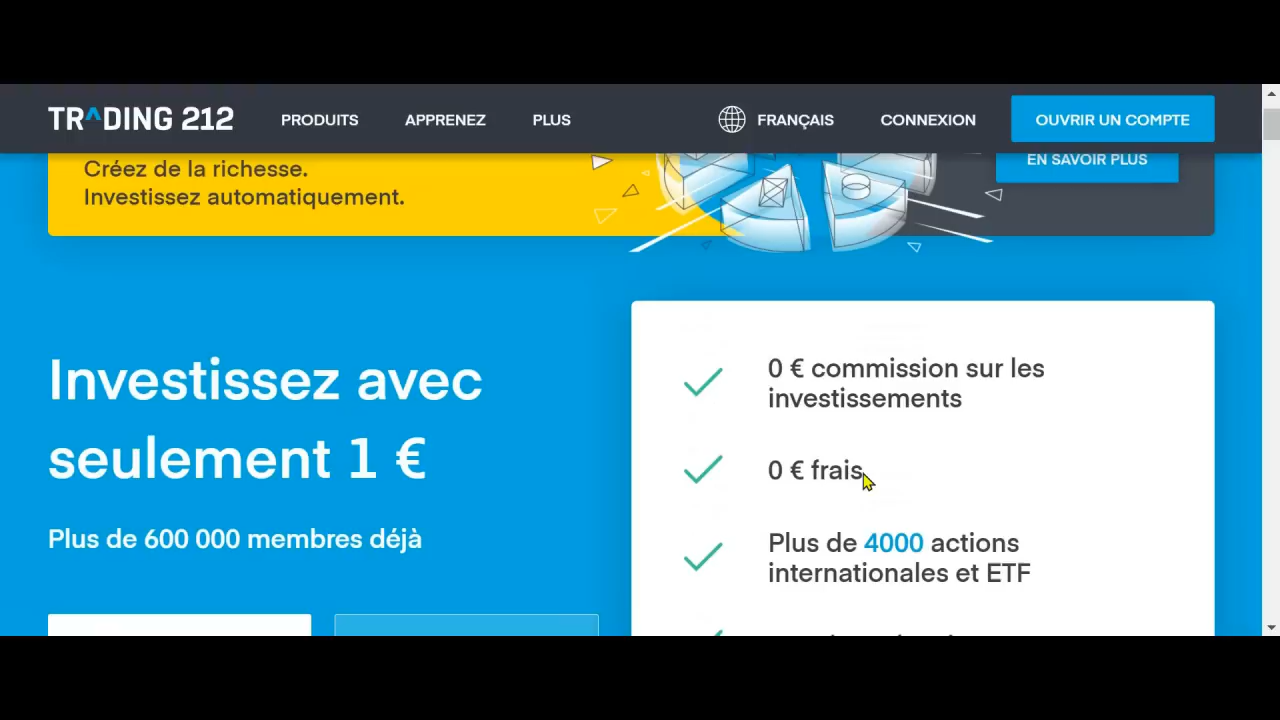 TRADING 212
PRODUITS
APPRENEZ
PLUS
FRANÇAIS
CONNEXION
OUVRIR UN COMPTE
Créez de la richesse.
Investissez automatiquement.
EN SAVOIR PLUS
Investissez avec
seulement 1 €
Plus de 600 000 membres déjà
0 € commission sur les
investissements
0 € frais
Plus de 4000 actions
internationales et ETF